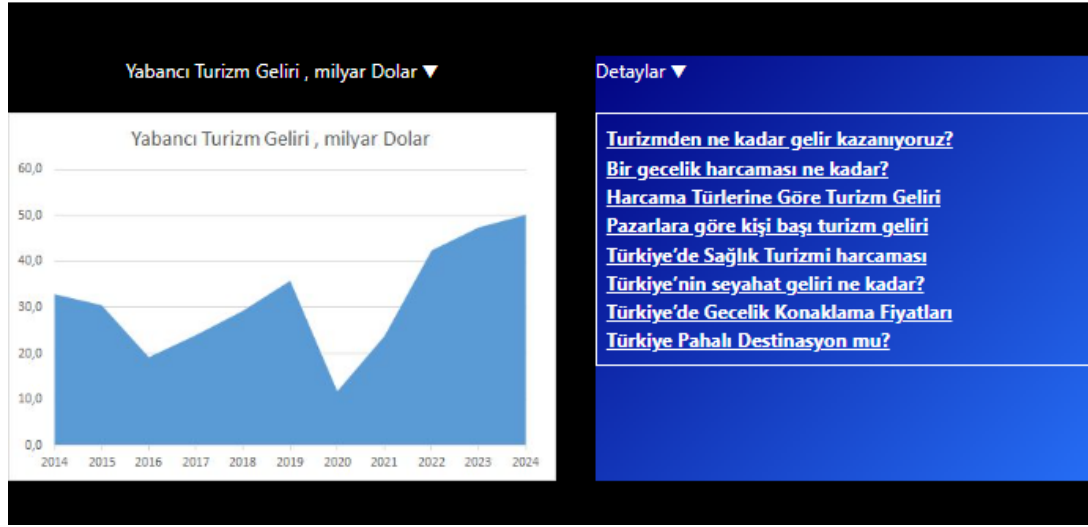 Yabancı Turizm Geliri , milyar Dolar ▼
Yabancı Turizm Geliri , milyar Dolar
60,0
50,0
40,0
30,0
20,0
10,0
0,0
2014 2015 2016 2017 2018 2019 2020 2021 2022 2023 2024
Detaylar ▼
Turizmden ne kadar gelir kazanıyoruz?
Bir gecelik harcaması ne kadar?
Harcama Türlerine Göre Turizm Geliri
Pazarlara göre kişi başı turizm geliri
Türkiye’de Sağlık Turizmi harcaması
Türkiye’nin seyahat geliri ne kadar?
Türkiye’de Gecelik Konaklama Fiyatları
Türkiye Pahalı Destinasyon mu?